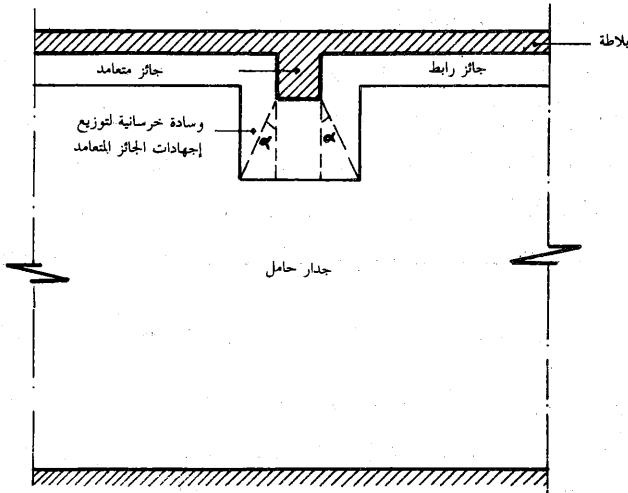 بلاطة
جائز رابط
جائز متعامد
وسادة خرسانية لتوزيع
إجهادات الجائز المتعامد
α
α
جدار حامل